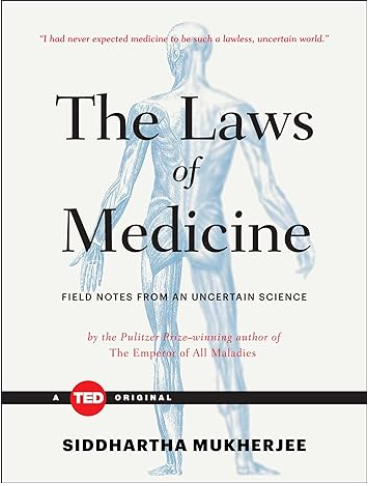 "I had never expected medicine to be such a lawless, uncertain world."
The Laws
of
Medicine
FIELD NOTES FROM AN UNCERTAIN SCIENCE
by the Pulitzer Prize–winning author of
The Emperor of All Maladies
A TED ORIGINAL
SIDDHARTHA MUKHERJEE